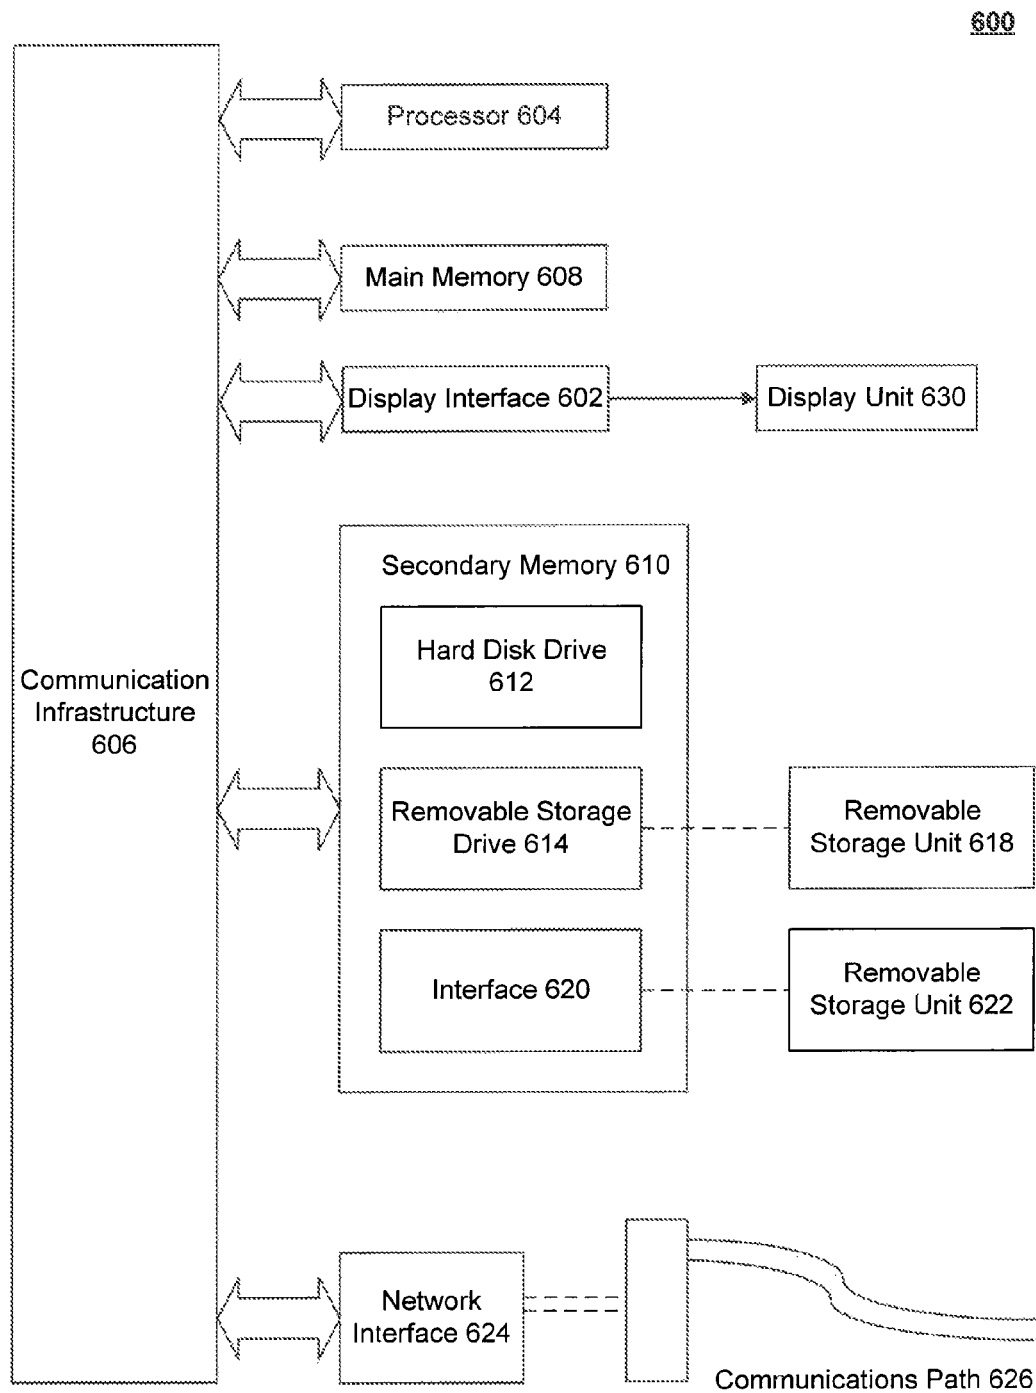 600
Processor 604
Main Memory 608
Display Interface 602
Display Unit 630
Secondary Memory 610
Hard Disk Drive
612
Communication
Infrastructure
606
Removable Storage
Drive 614
Removable
Storage Unit 618
Interface 620
Removable
Storage Unit 622
Network
Interface 624
Communications Path 626